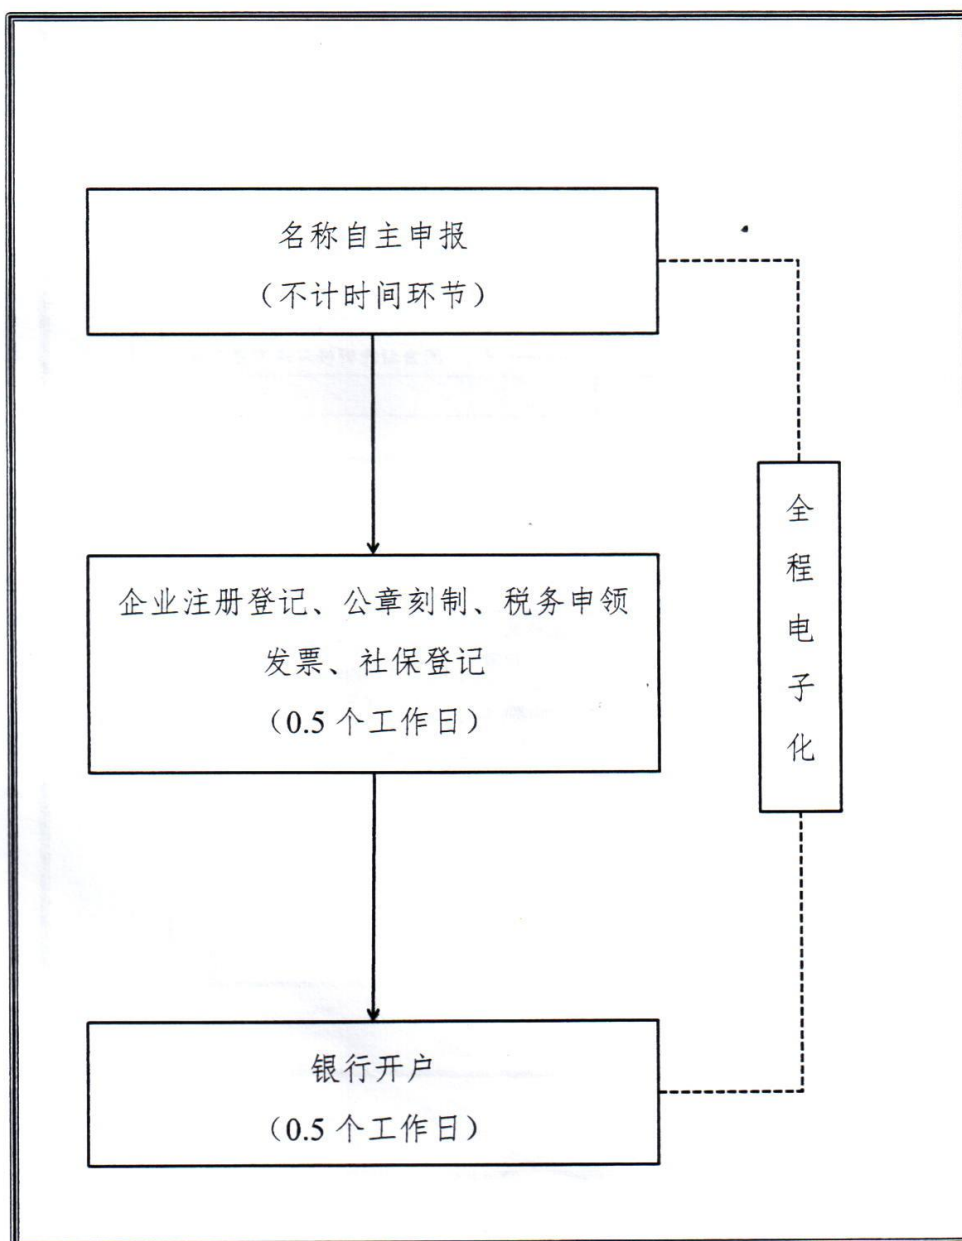 名称自主申报
（不计时间环节）
企业注册登记、公章刻制、税务申领
发票、社保登记
（0.5 个工作日）
全程电子化
银行开户
（0.5 个工作日）